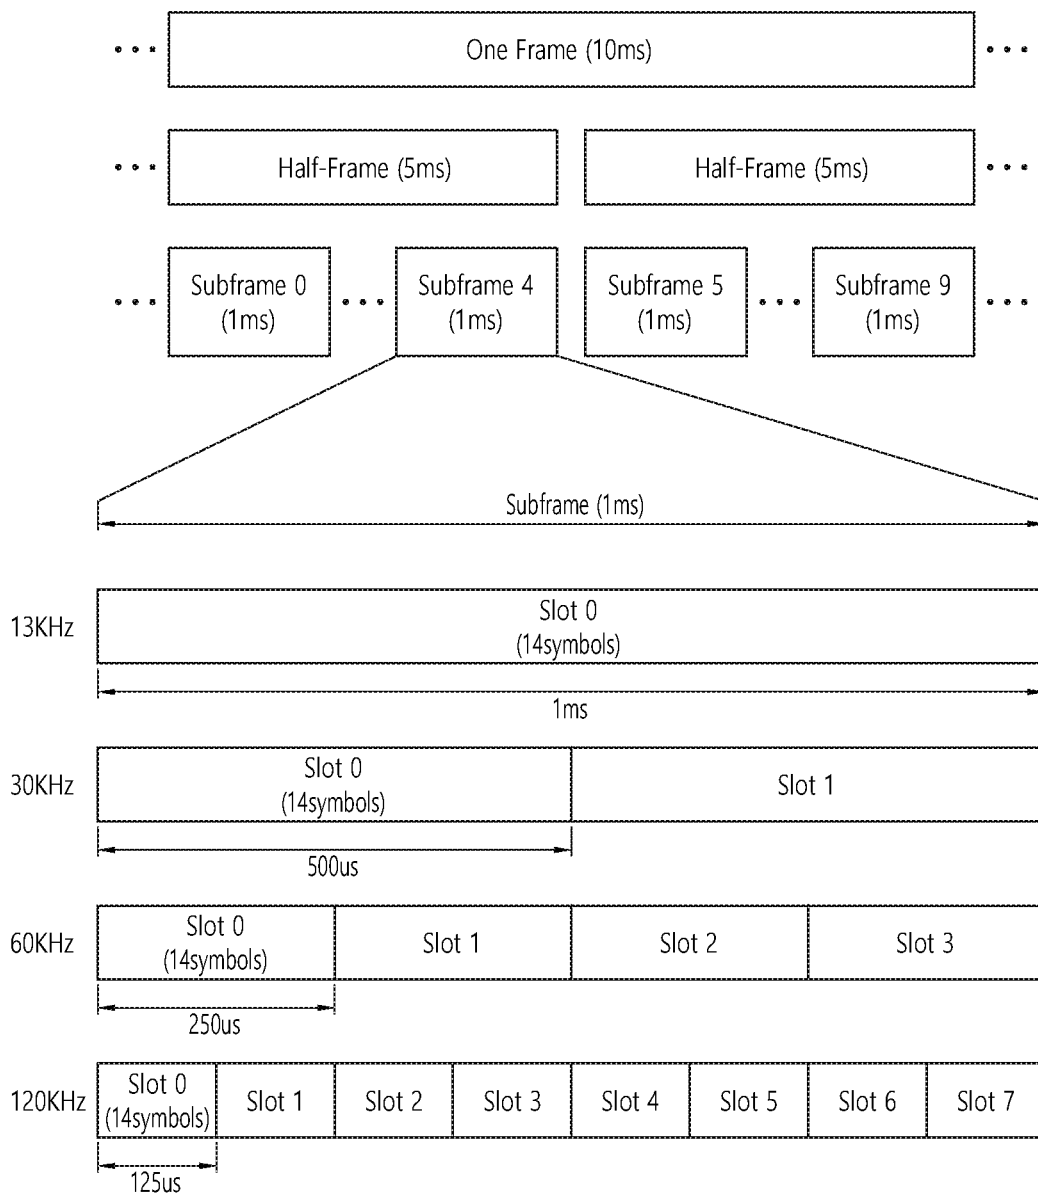 One Frame (10ms)
Half-Frame (5ms)
Half-Frame (5ms)
Subframe 0
(1ms)
Subframe 4
(1ms)
Subframe 5
(1ms)
Subframe 9
(1ms)
Subframe (1ms)
13KHz
Slot 0
(14symbols)
1ms
30KHz
Slot 0
(14symbols)
Slot 1
500us
60KHz
Slot 0
(14symbols)
Slot 1
Slot 2
Slot 3
250us
120KHz
Slot 0
(14symbols)
Slot 1
Slot 2
Slot 3
Slot 4
Slot 5
Slot 6
Slot 7
125us